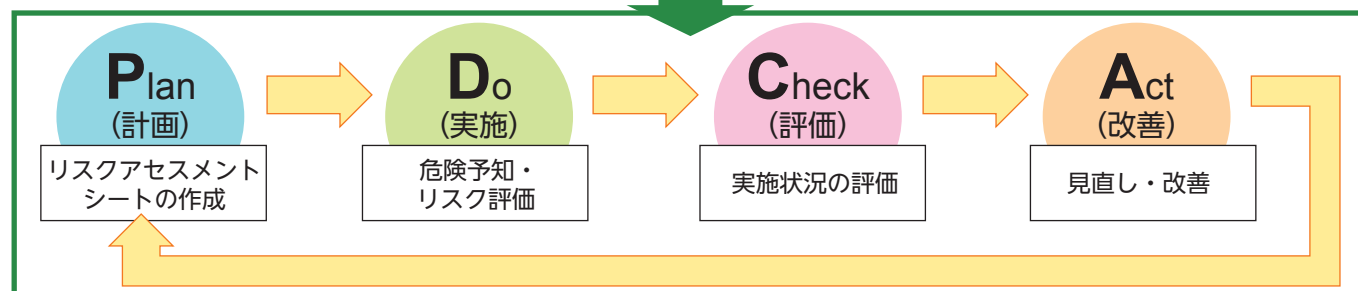 Plan
(計画)
リスクアセスメント
シートの作成
Do
(実施)
危険予知・
リスク評価
Check
(評価)
実施状況の評価
Act
(改善)
見直し・改善